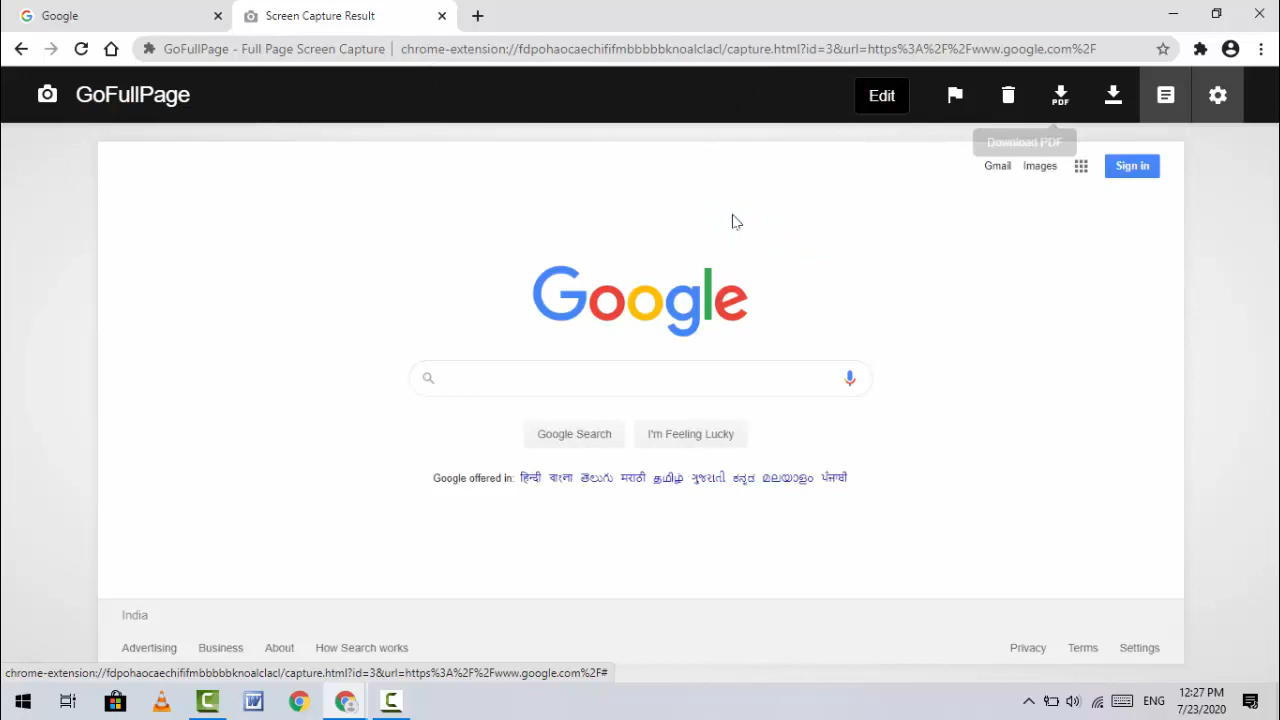 Google
Screen Capture Result
GoFullPage - Full Page Screen Capture | chrome-extension://fdpohaocaechififmbbbbbknoalclacl/capture.html?id=3&url=https%3A%2F%2Fwww.google.com%2F
GoFullPage
Edit
PDF
Download PDF
Gmail Images Sign in
Google
Google Search I'm Feeling Lucky
Google offered in: हिन्दी বাংলা తెలుగు मराठी தமிழ் ગુજરાતી ಕನ್ನಡ മലയാളം ਪੰਜਾਬੀ
India
Advertising Business About How Search works Privacy Terms Settings
chrome-extension://fdpohaocaechififmbbbbbknoalclacl/capture.html?id=3&url=https%3A%2F%2Fwww.google.com%2F#
ENG 12:27 PM
7/23/2020